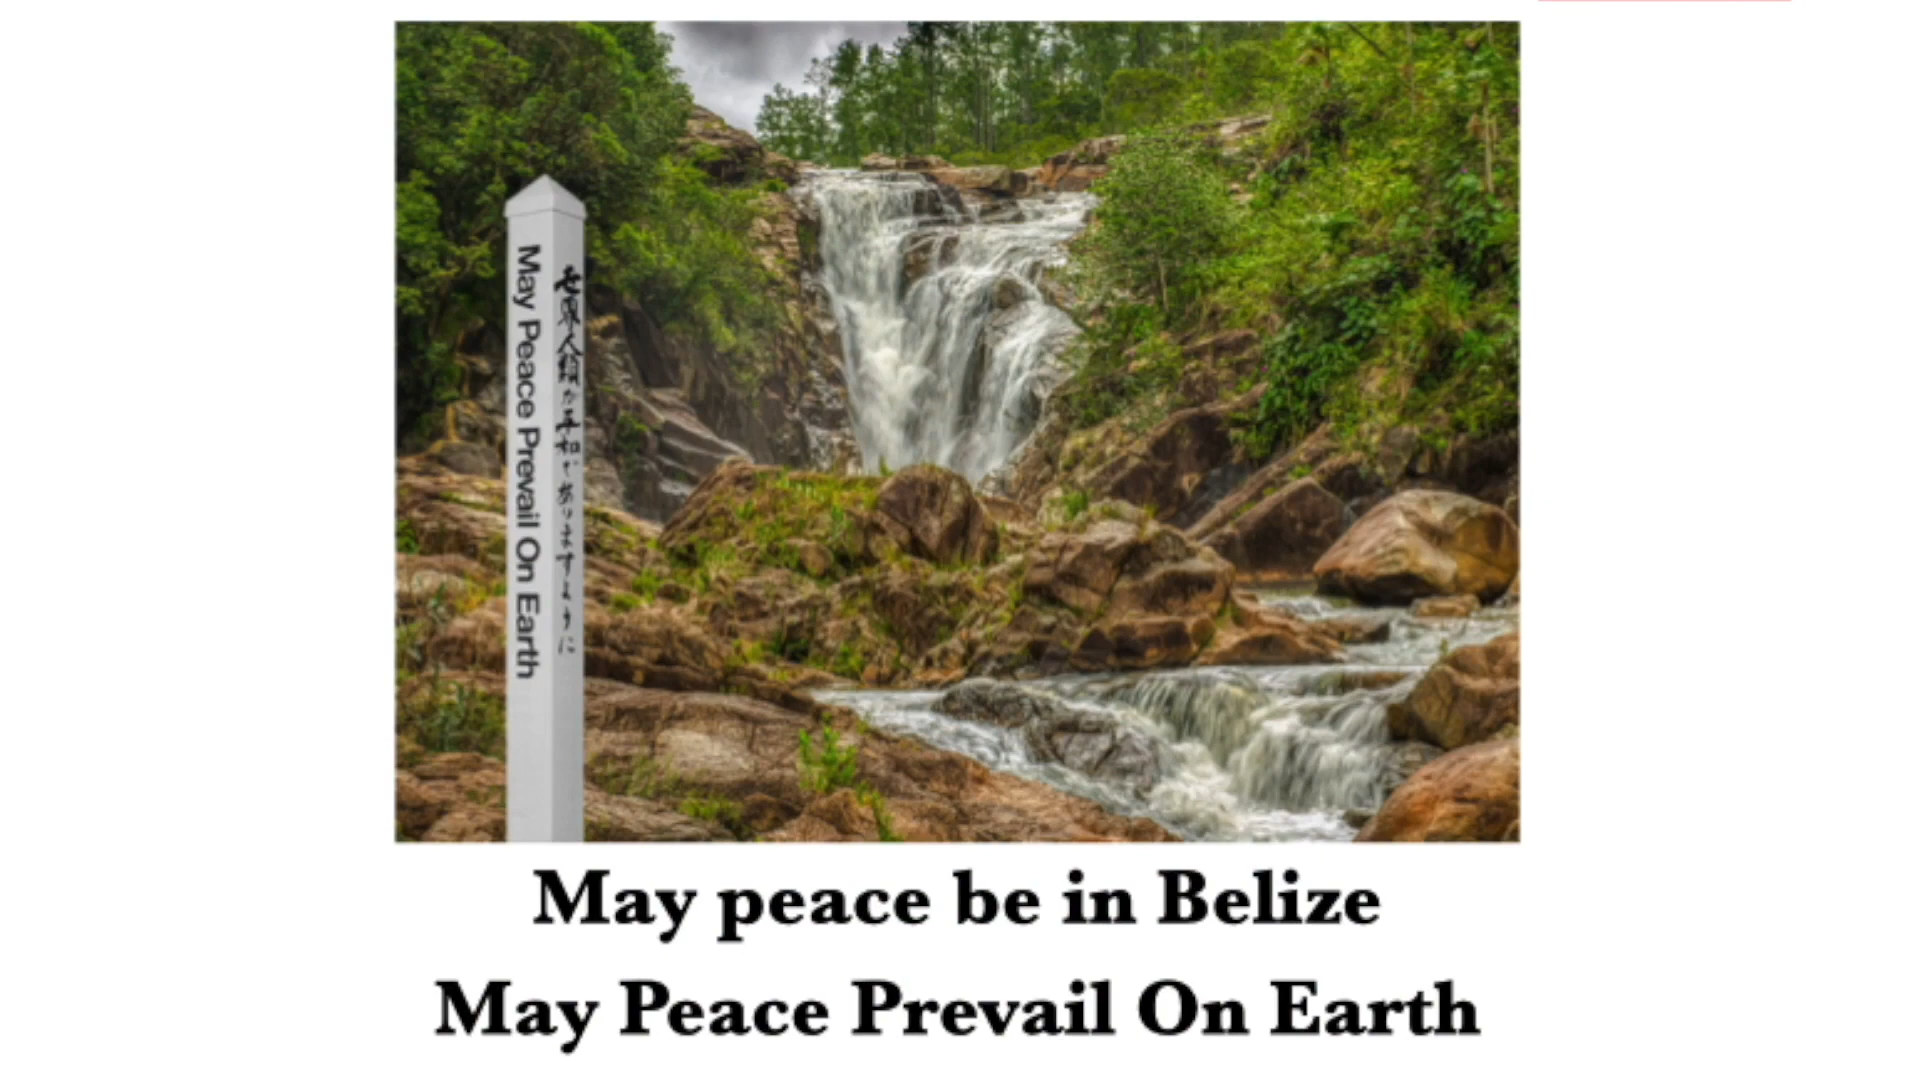 May Peace Prevail On Earth
世界人類が平和でありますように
May peace be in Belize
May Peace Prevail On Earth